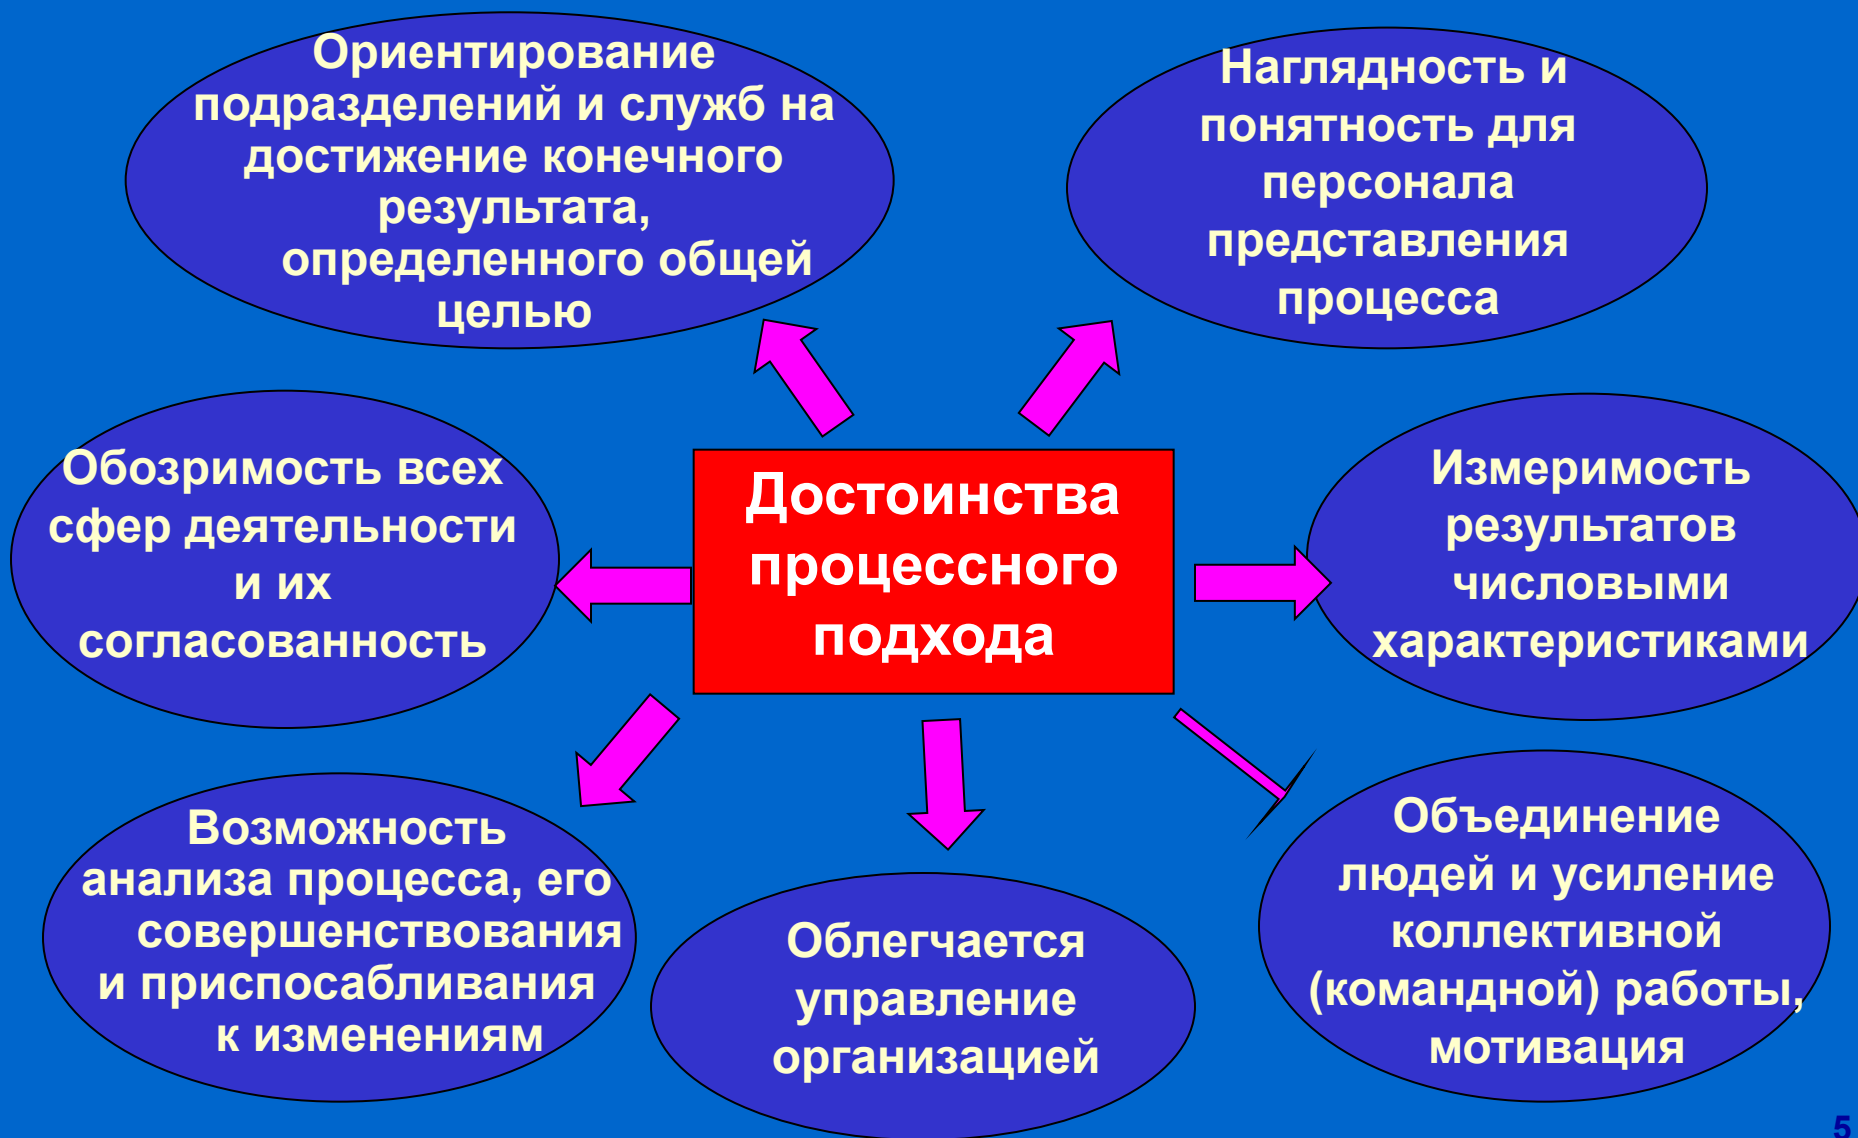 Ориентирование
подразделений и служб на
достижение конечного
результата,
определенного общей
целью
Наглядность и
понятность для
персонала
представления
процесса
Обозримость всех
сфер деятельности
и их
согласованность
Достоинства
процессного
подхода
Измеримость
результатов
числовыми
характеристиками
Возможность
анализа процесса, его
совершенствования
и приспосабливания
к изменениям
Облегчается
управление
организацией
Объединение
людей и усиление
коллективной
(командной) работы,
мотивация
5